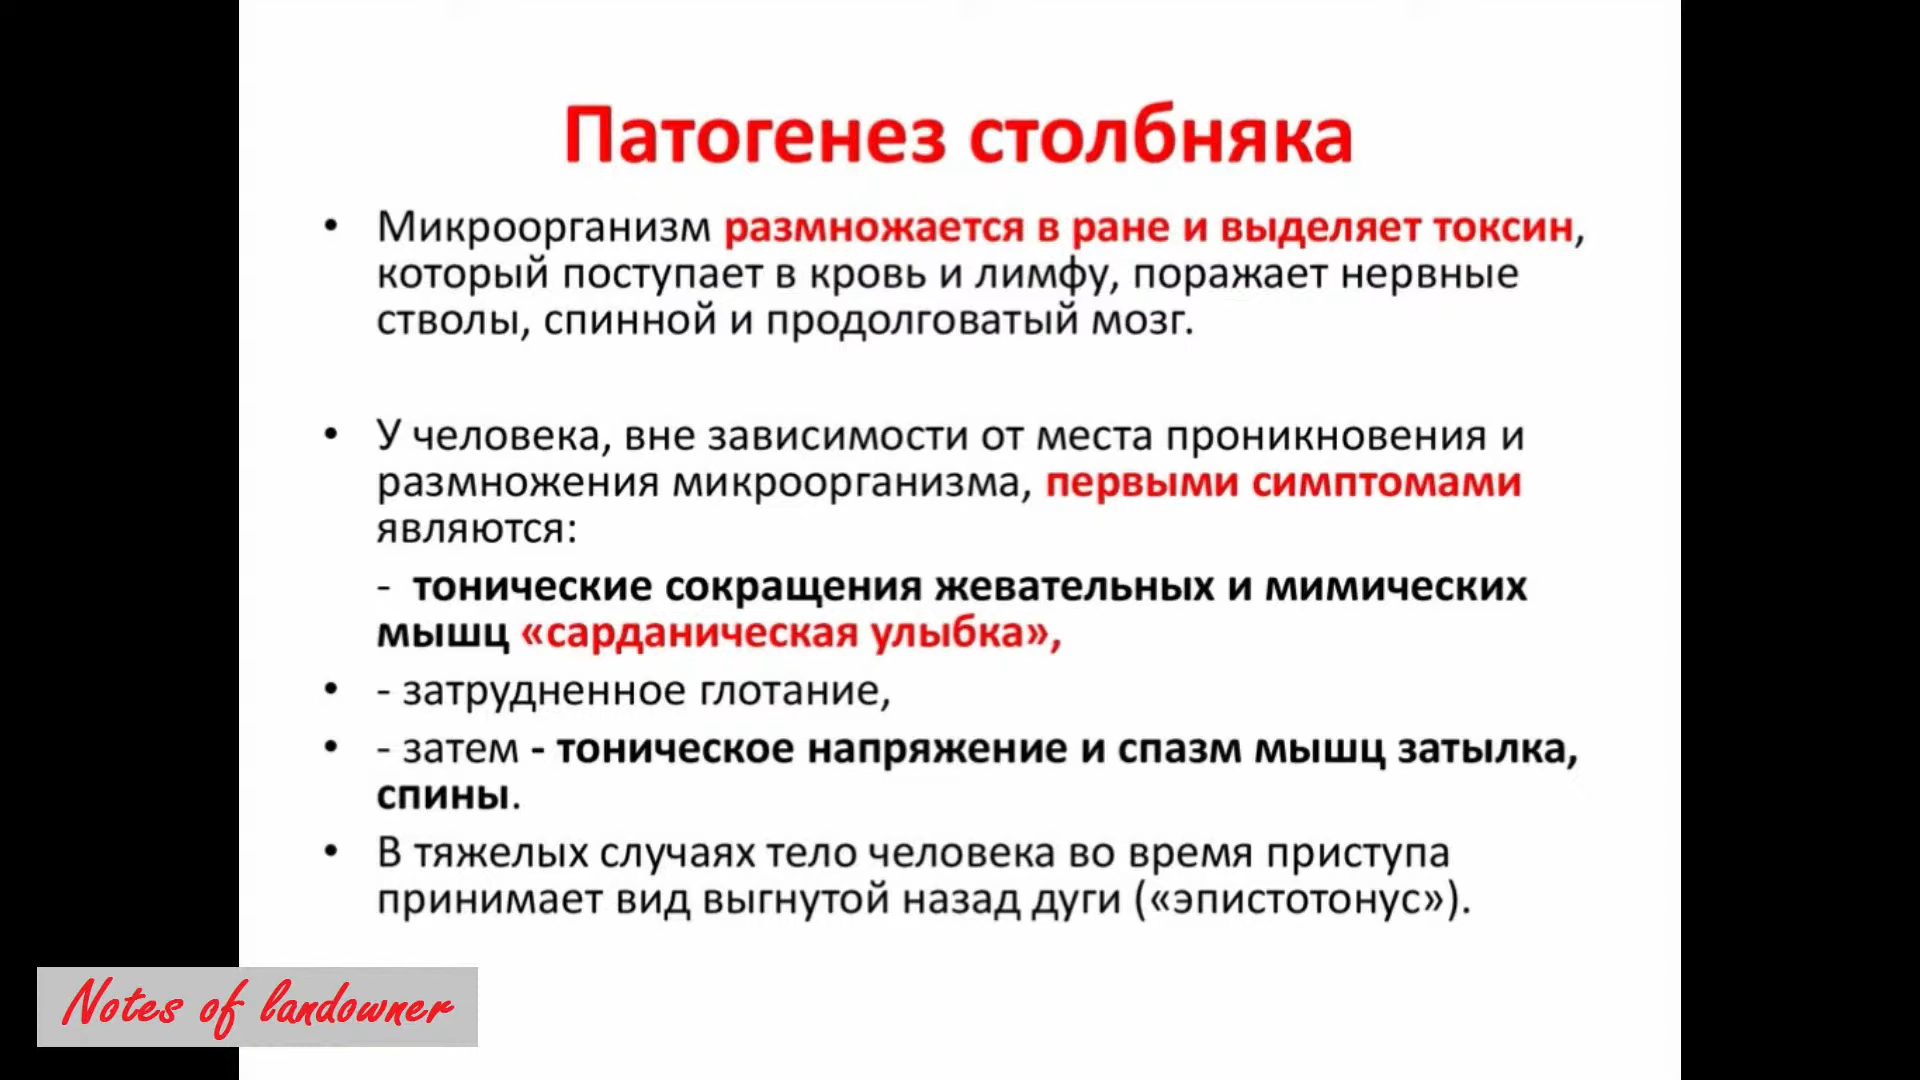 Патогенез столбняка
• Микроорганизм размножается в ране и выделяет токсин,
который поступает в кровь и лимфу, поражает нервные
стволы, спинной и продолговатый мозг.
• У человека, вне зависимости от места проникновения и
размножения микроорганизма, первыми симптомами
являются:
- тонические сокращения жевательных и мимических
мышц «сарданическая улыбка»,
• - затрудненное глотание,
• - затем - тоническое напряжение и спазм мышц затылка,
спины.
• В тяжелых случаях тело человека во время приступа
принимает вид выгнутой назад дуги («эпистотонус»).
Notes of landowner